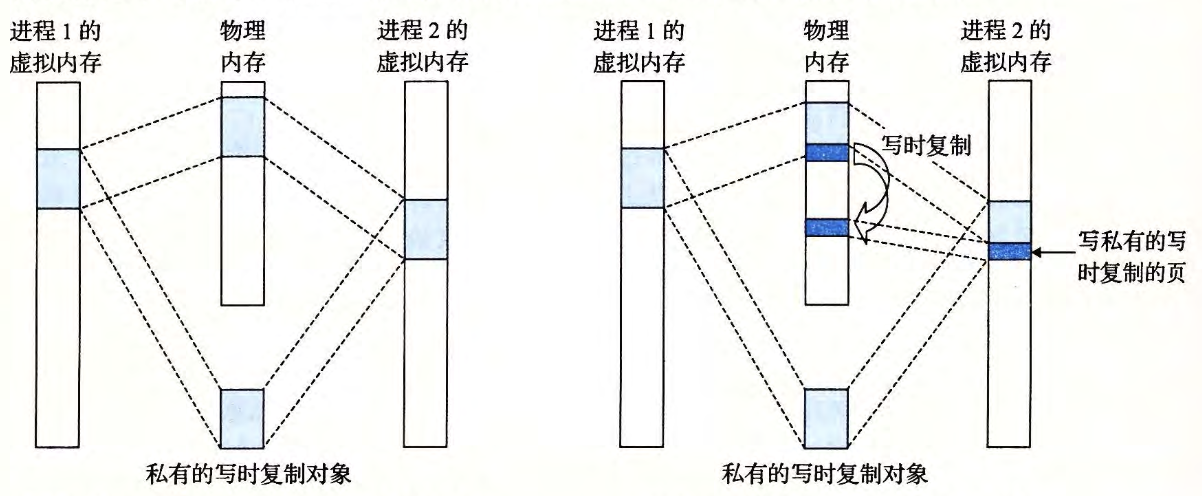 进程 1 的
虚拟内存
物理
内存
进程 2 的
虚拟内存
私有的写时复制对象
进程 1 的
虚拟内存
物理
内存
进程 2 的
虚拟内存
写时复制
写私有的写
时复制的页
私有的写时复制对象